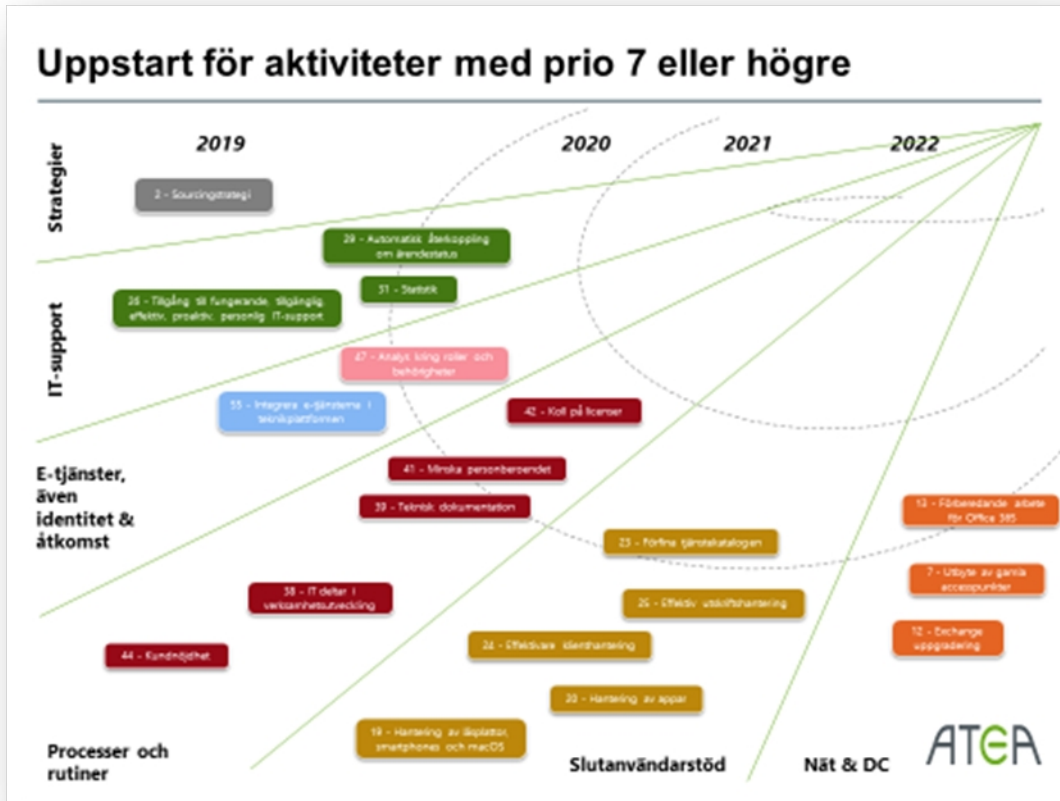 Uppstart för aktiviteter med prio 7 eller högre
2019
2020
2021
2022
Strategier
2 - Sourcingstrategi
29 - Automatisk återkoppling
om ärendestatus
31 - Statistik
26 - Tillgång till fungerande, tillgänglig,
effektiv, proaktiv, personlig IT-support
IT-support
47 - Analys kring roller och
behörigheter
55 - Integrera e-tjänsterna i
teknikplattformen
42 - Koll på licenser
41 - Minska personberoendet
39 - Teknisk dokumentation
E-tjänster,
även
identitet &
åtkomst
13 - Förberedande arbete
för Office 365
23 - Förfina tjänstekatalogen
7 - Utbyte av gamla
accesspunkter
38 - IT deltar i
verksamhetsutveckling
25 - Effektiv utskriftshantering
12 - Exchange
uppgradering
24 - Effektivare klienthantering
44 - Kundnöjdhet
20 - Hantering av appar
19 - Hantering av läsplattor,
smartphones och macOS
Processer och
rutiner
Slutanvändarstöd
Nät & DC
ATEA